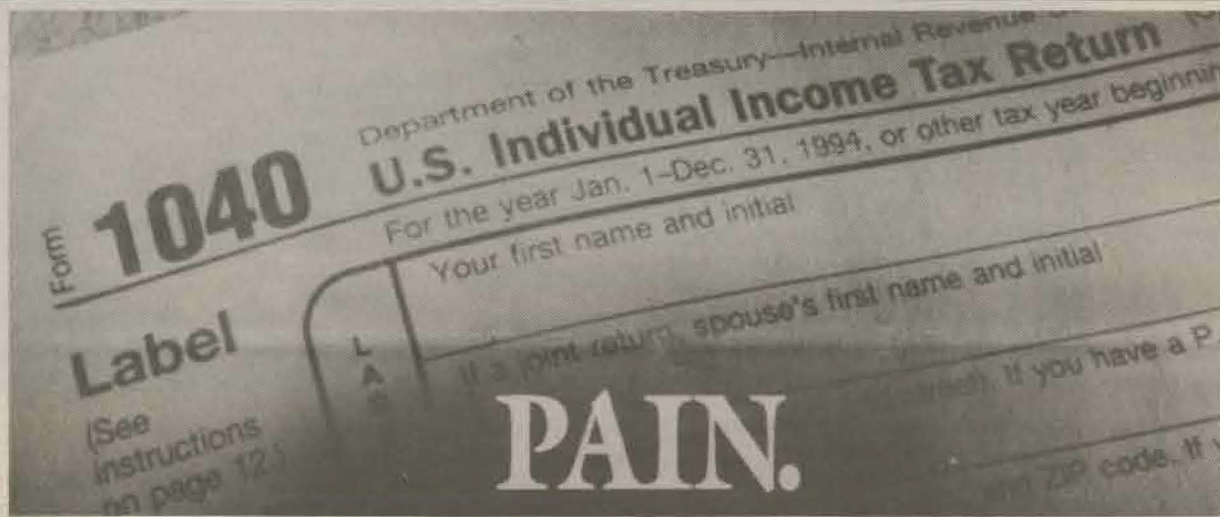 Department of the Treasury—Internal Revenue
Form 1040 U.S. Individual Income Tax Return
For the year Jan. 1–Dec. 31, 1994, or other tax year beginning
Your first name and initial
Label
L
A
If a joint return, spouse's first name and initial
(See
instructions
on page 12.)
If you have a P.
and ZIP code. If
PAIN.